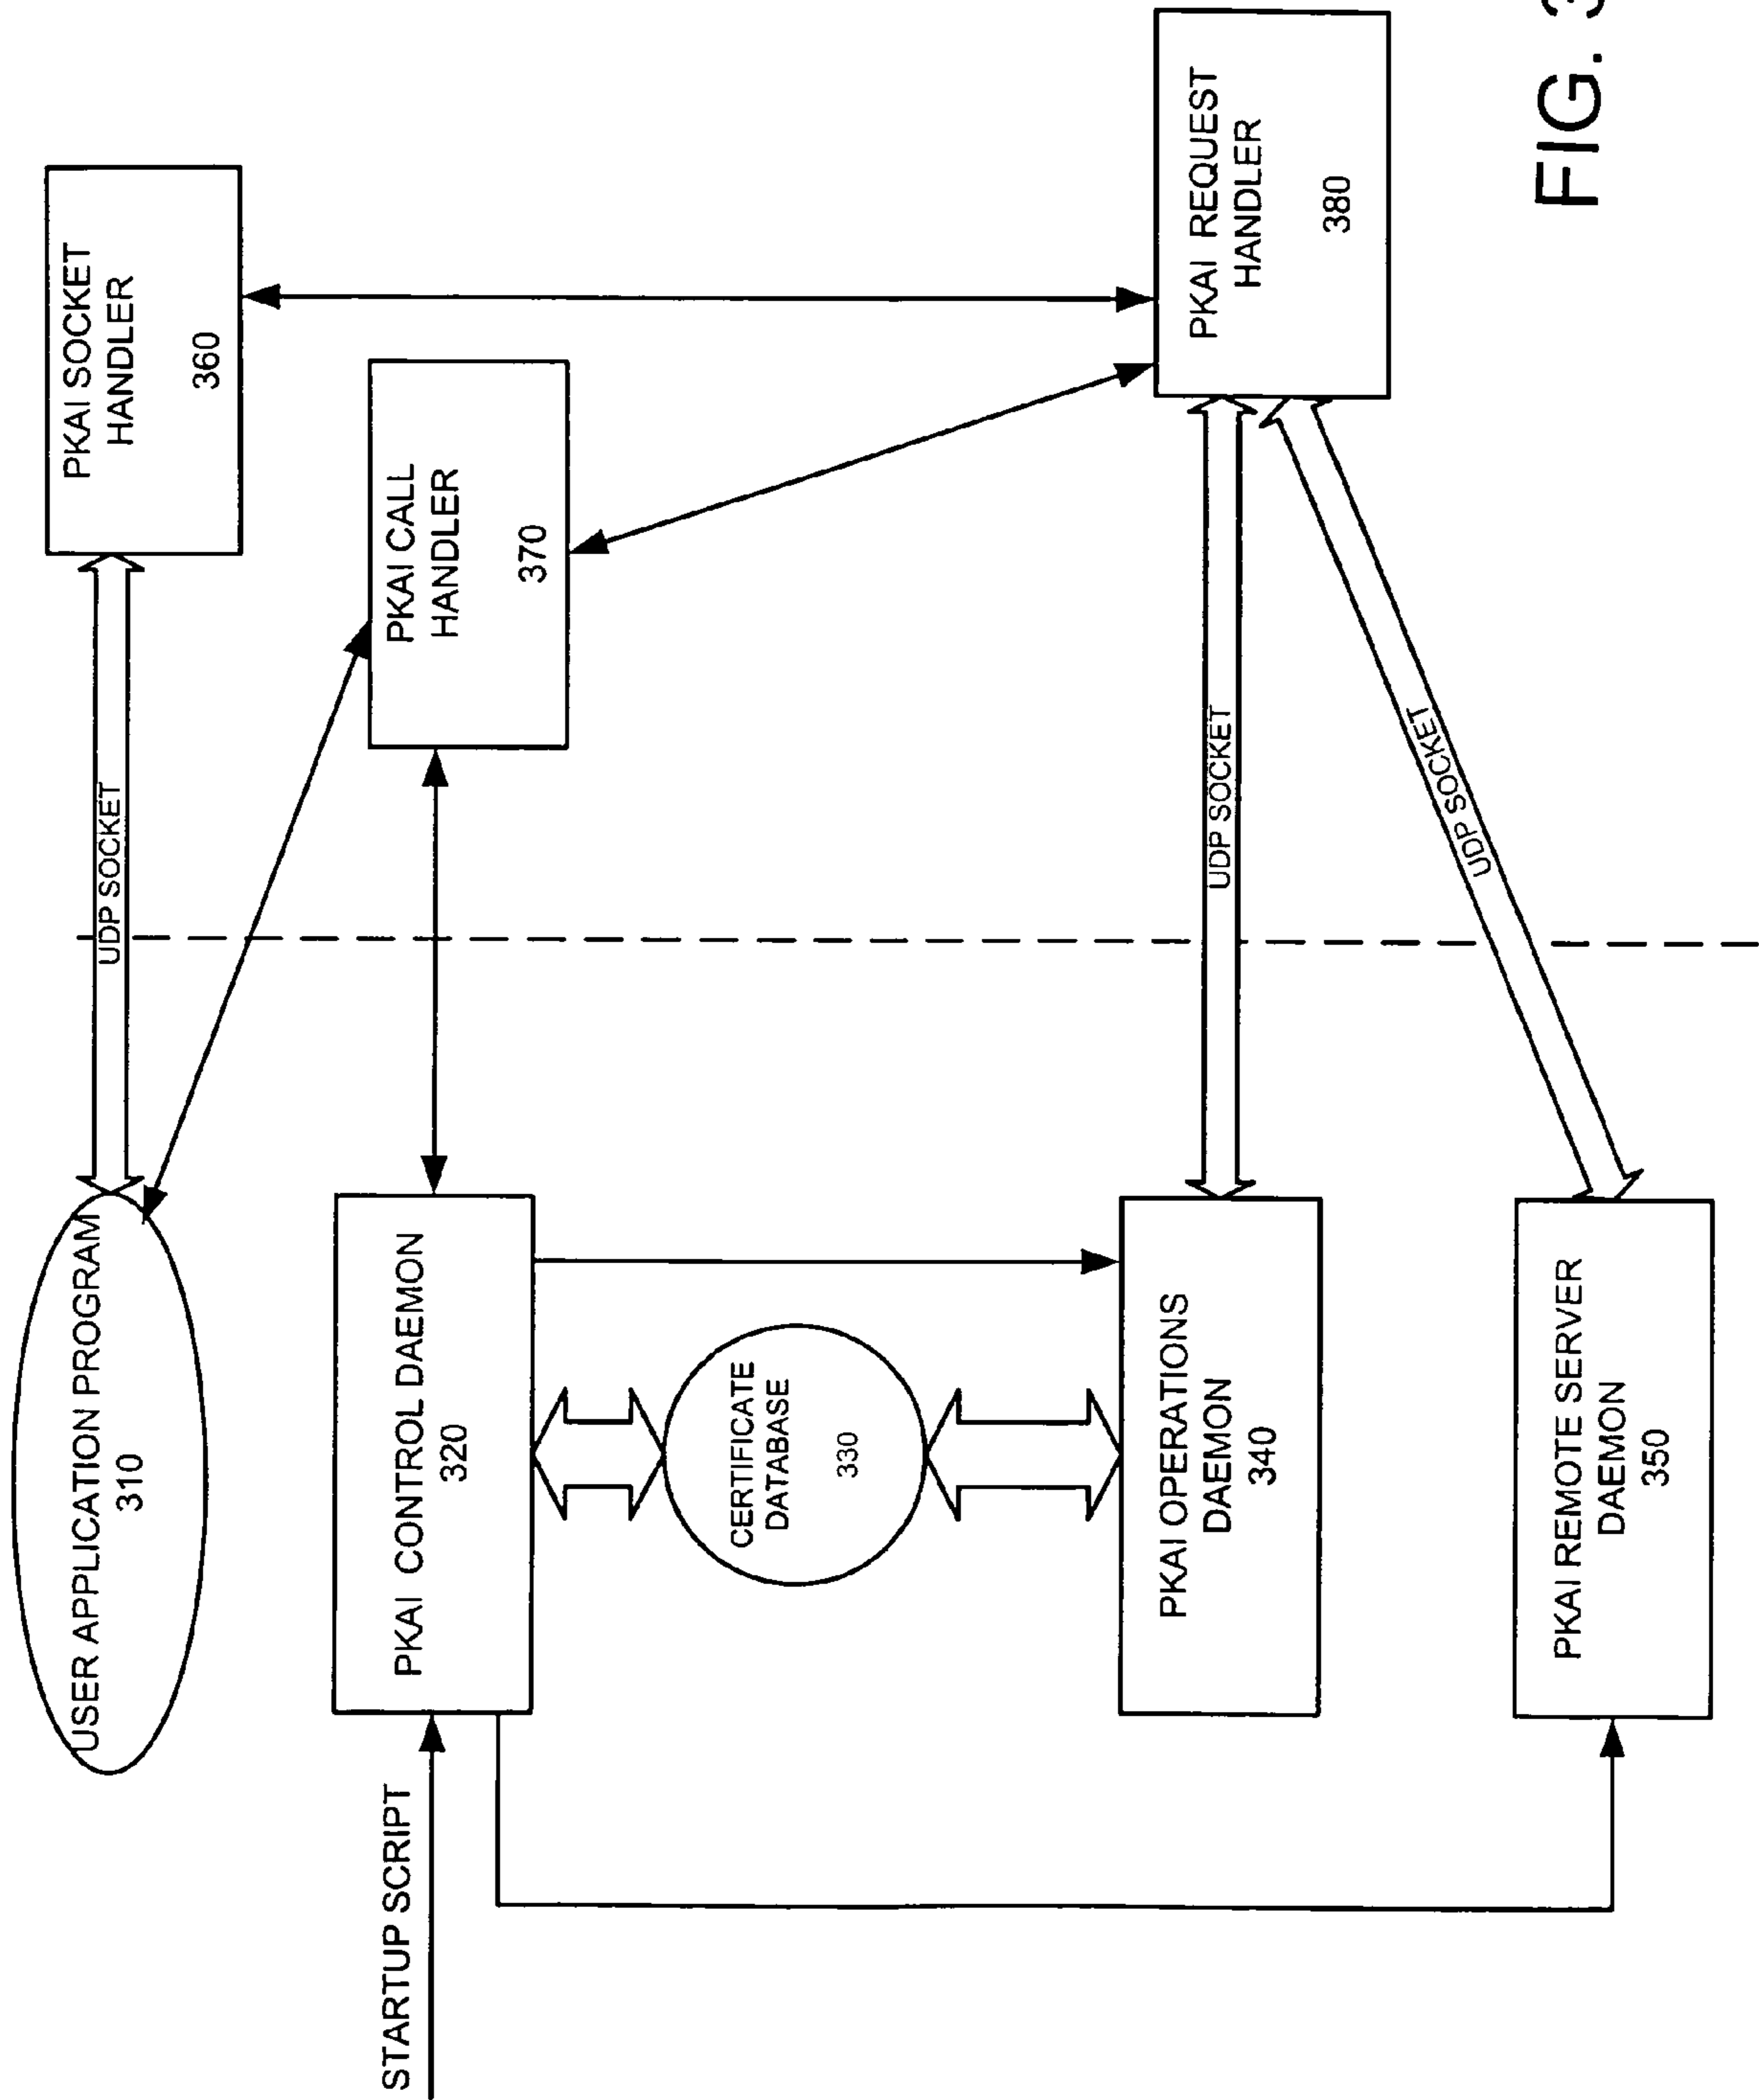 USER APPLICATION PROGRAM
310
UDP SOCKET
PKAI SOCKET
HANDLER
360
PKAI CALL
HANDLER
370
STARTUP SCRIPT
PKAI CONTROL DAEMON
320
CERTIFICATE
DATABASE
330
PKAI OPERATIONS
DAEMON
340
UDP SOCKET
PKAI REQUEST
HANDLER
380
UDP SOCKET
PKAI REMOTE SERVER
DAEMON
350
FIG. 3